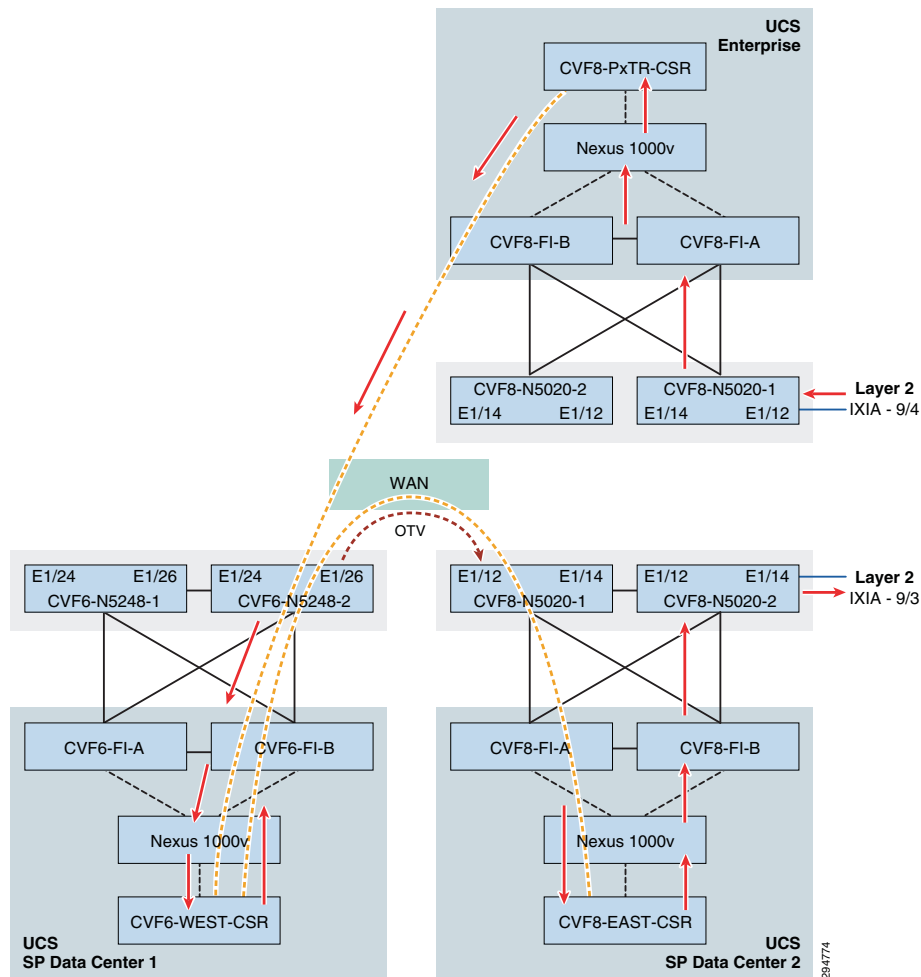 UCS
Enterprise
CVF8-PxTR-CSR
Nexus 1000v
CVF8-FI-B
CVF8-FI-A
CVF8-N5020-2
E1/14 E1/12
CVF8-N5020-1
E1/14 E1/12
Layer 2
IXIA - 9/4
WAN
OTV
E1/24 E1/26
CVF6-N5248-1
E1/24 E1/26
CVF6-N5248-2
E1/12 E1/14
CVF8-N5020-1
E1/12 E1/14
CVF8-N5020-2
Layer 2
IXIA - 9/3
CVF6-FI-A
CVF6-FI-B
CVF8-FI-A
CVF8-FI-B
Nexus 1000v
Nexus 1000v
CVF6-WEST-CSR
CVF8-EAST-CSR
UCS
SP Data Center 1
UCS
SP Data Center 2
294774